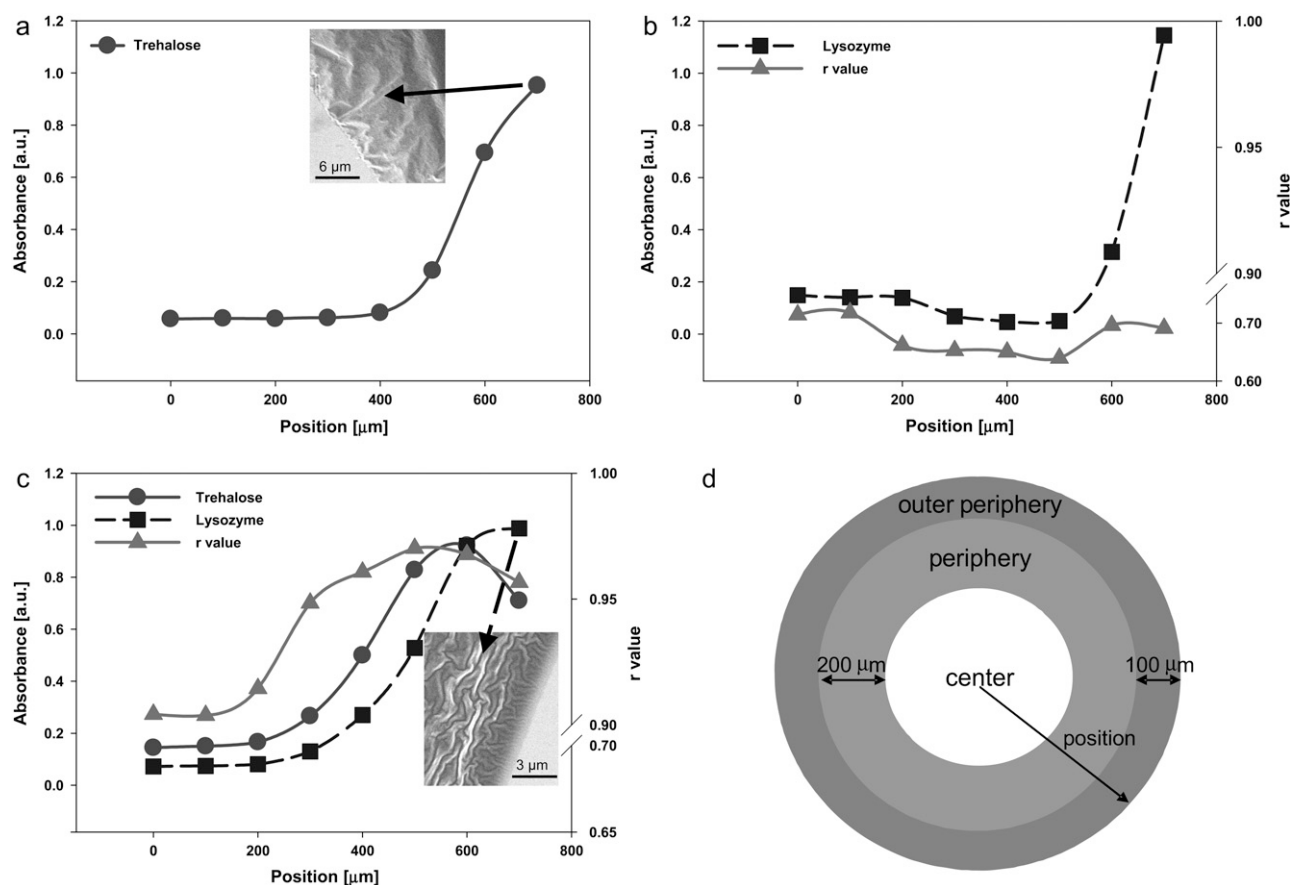 a
Trehalose
1.2
1.0
0.8
0.6
0.4
0.2
0.0
Absorbance [a.u.]
6 µm
0 200 400 600 800
Position [µm]
b
Lysozyme
r value
1.2
1.0
0.8
0.6
0.4
0.2
0.0
Absorbance [a.u.]
1.00
0.95
0.90
0.70
0.60
r value
0 200 400 600 800
Position [µm]
c
Trehalose
Lysozyme
r value
1.2
1.0
0.8
0.6
0.4
0.2
0.0
Absorbance [a.u.]
3 µm
1.00
0.95
0.90
0.70
0.65
r value
0 200 400 600 800
Position [µm]
d
outer periphery
periphery
200 µm
100 µm
center
position